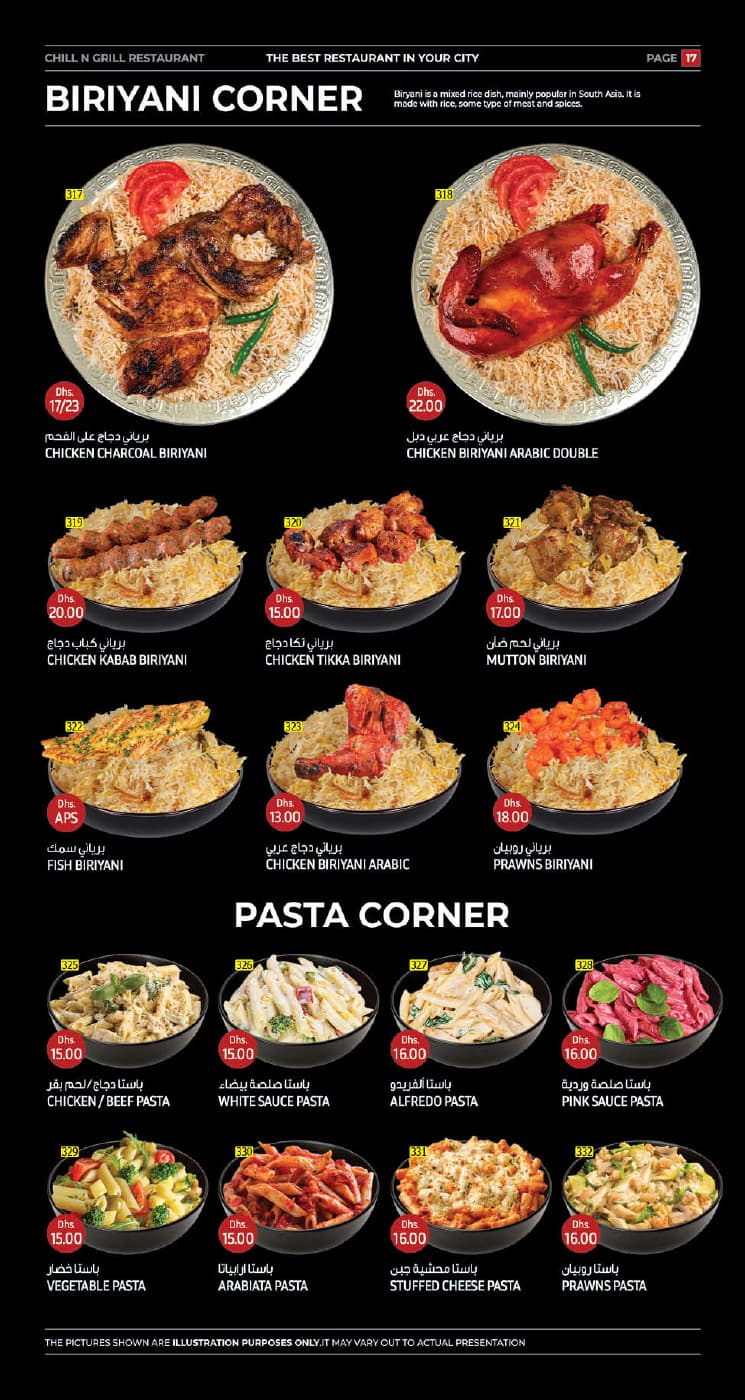 CHILL N GRILL RESTAURANT
THE BEST RESTAURANT IN YOUR CITY
PAGE 17
BIRIYANI CORNER
Biryani is a mixed rice dish, mainly popular in South Asia. It is
made with rice, some type of meat and spices.
317
Dhs.
17/23
برياني دجاج على الفحم
CHICKEN CHARCOAL BIRIYANI
318
Dhs.
22.00
برياني دجاج عربي دبل
CHICKEN BIRIYANI ARABIC DOUBLE
319
Dhs.
20.00
برياني كباب دجاج
CHICKEN KABAB BIRIYANI
320
Dhs.
15.00
برياني تكا دجاج
CHICKEN TIKKA BIRIYANI
321
Dhs.
17.00
برياني لحم ضأن
MUTTON BIRIYANI
322
Dhs.
APS
برياني سمك
FISH BIRIYANI
323
Dhs.
13.00
برياني دجاج عربي
CHICKEN BIRIYANI ARABIC
324
Dhs.
18.00
برياني روبيان
PRAWNS BIRIYANI
PASTA CORNER
325
Dhs.
15.00
باستا دجاج/لحم بقر
CHICKEN / BEEF PASTA
326
Dhs.
15.00
باستا صلصة بيضاء
WHITE SAUCE PASTA
327
Dhs.
16.00
باستا ألفريدو
ALFREDO PASTA
328
Dhs.
16.00
باستا صلصة وردية
PINK SAUCE PASTA
329
Dhs.
15.00
باستا خضار
VEGETABLE PASTA
330
Dhs.
15.00
باستا ارابياتا
ARABIATA PASTA
331
Dhs.
16.00
باستا محشية جبن
STUFFED CHEESE PASTA
332
Dhs.
16.00
باستا روبيان
PRAWNS PASTA
THE PICTURES SHOWN ARE ILLUSTRATION PURPOSES ONLY.IT MAY VARY OUT TO ACTUAL PRESENTATION